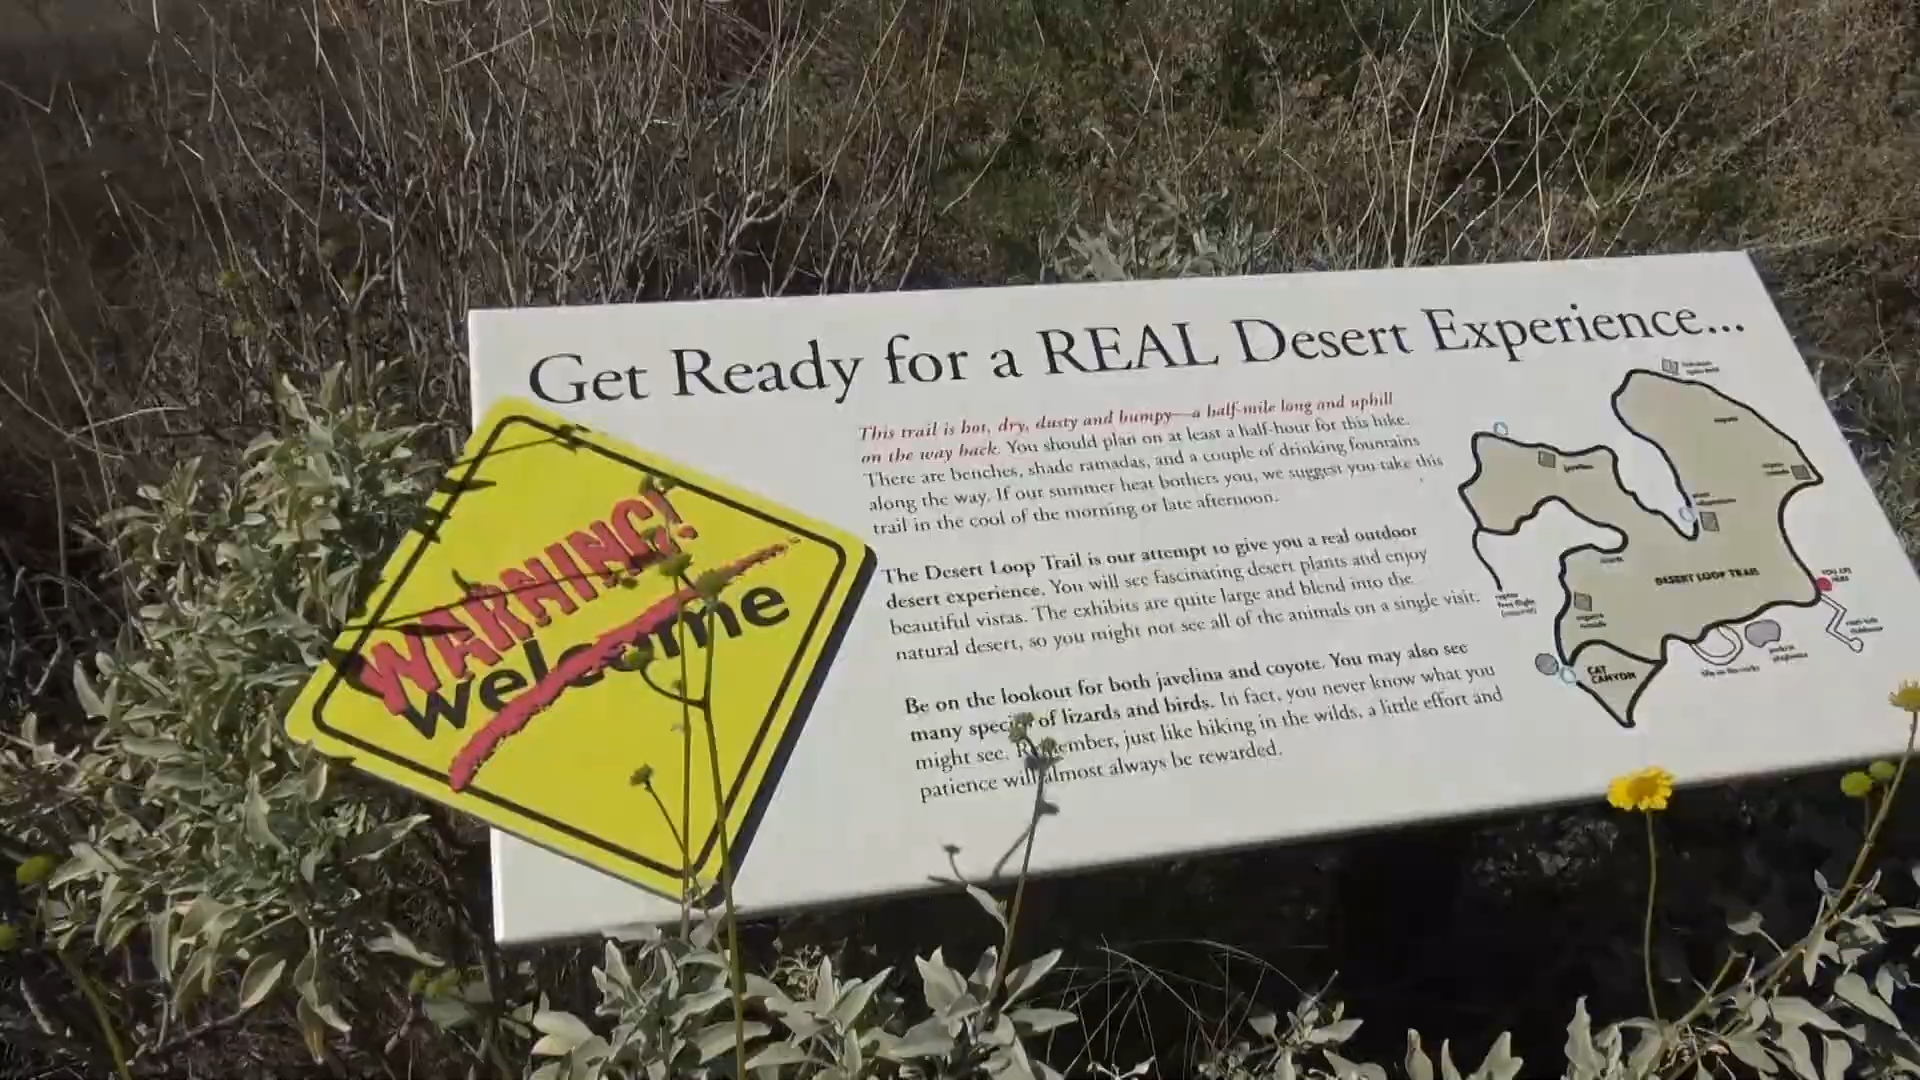 Get Ready for a REAL Desert Experience...
WARNING!
welcome
This trail is hot, dry, dusty and bumpy—a half-mile long and uphill
on the way back. You should plan on at least a half-hour for this hike.
There are benches, shade ramadas, and a couple of drinking fountains
along the way. If our summer heat bothers you, we suggest you take this
trail in the cool of the morning or late afternoon.
The Desert Loop Trail is our attempt to give you a real outdoor
desert experience. You will see fascinating desert plants and enjoy
beautiful vistas. The exhibits are quite large and blend into the
natural desert, so you might not see all of the animals on a single visit.
Be on the lookout for both javelina and coyote. You may also see
many species of lizards and birds. In fact, you never know what you
might see. Remember, just like hiking in the wilds, a little effort and
patience will almost always be rewarded.
DESERT LOOP TRAIL
YOU ARE
HERE
CAT
CANYON